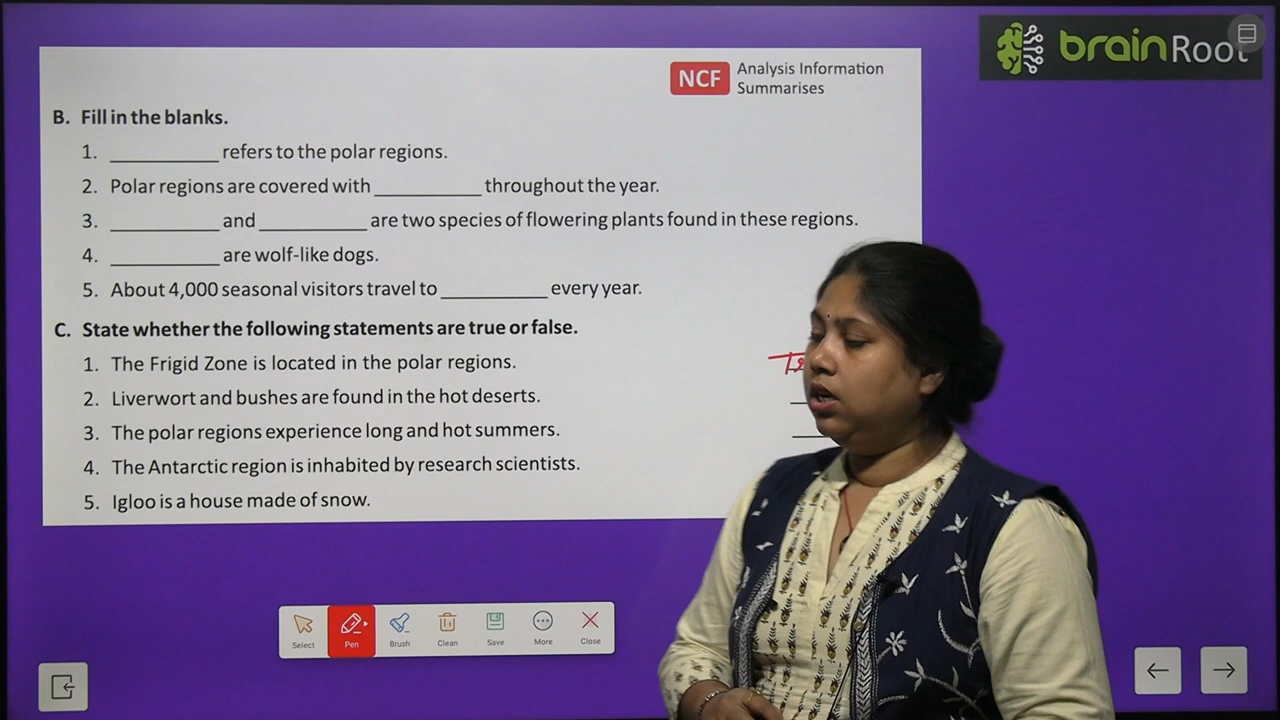 brainRoot
NCF Analysis Information
Summarises
B. Fill in the blanks.
1. __________ refers to the polar regions.
2. Polar regions are covered with __________ throughout the year.
3. __________ and __________ are two species of flowering plants found in these regions.
4. __________ are wolf-like dogs.
5. About 4,000 seasonal visitors travel to __________ every year.
C. State whether the following statements are true or false.
1. The Frigid Zone is located in the polar regions.
2. Liverwort and bushes are found in the hot deserts.
3. The polar regions experience long and hot summers.
4. The Antarctic region is inhabited by research scientists.
5. Igloo is a house made of snow.
Select Pen Brush Clean Save More Close